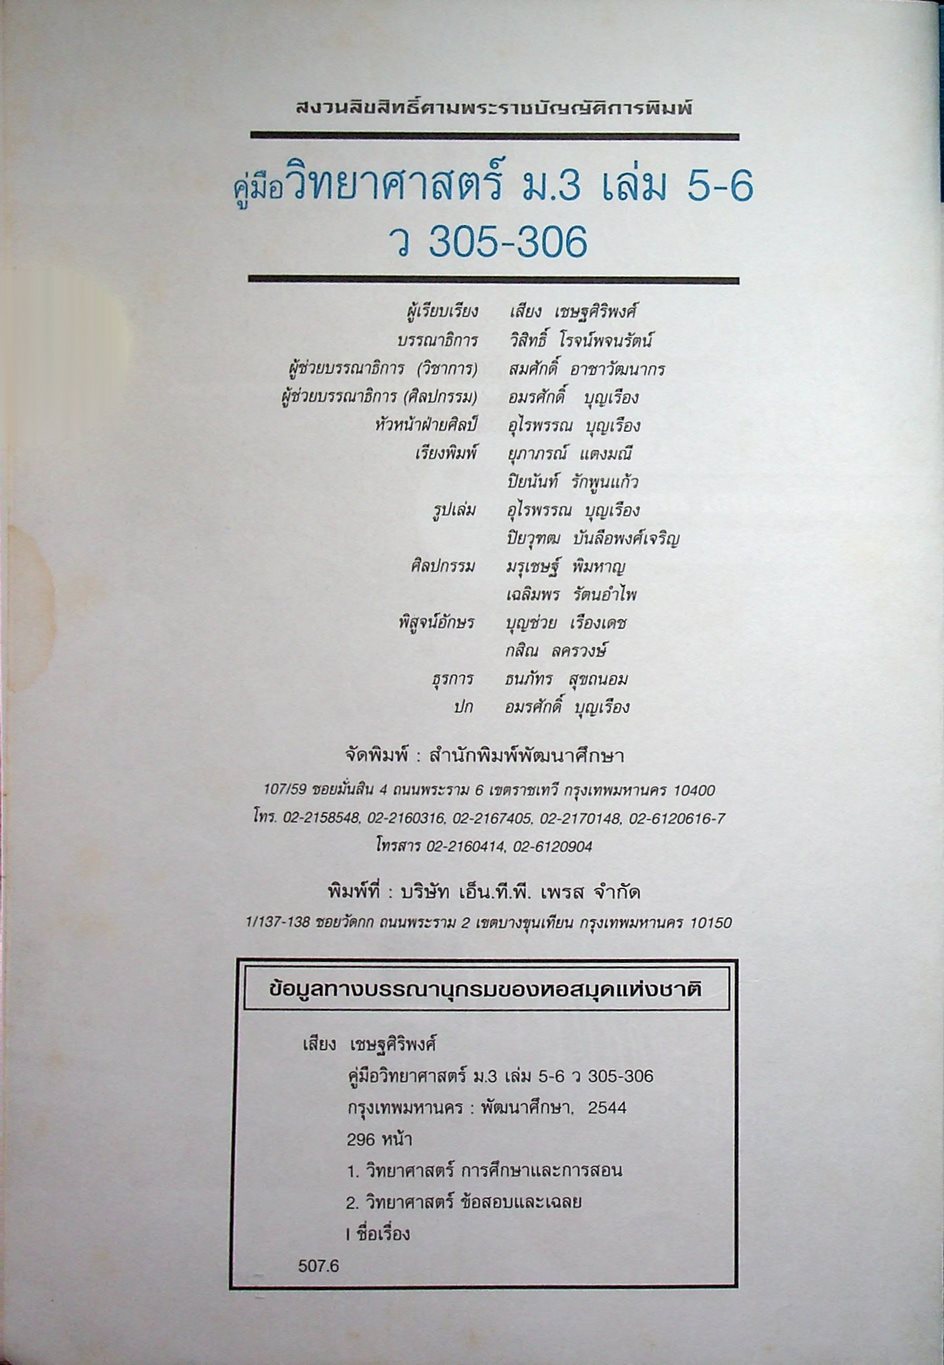 สงวนลิขสิทธิ์ตามพระราชบัญญัติการพิมพ์
คู่มือวิทยาศาสตร์ ม.3 เล่ม 5-6
ว 305-306
ผู้เรียบเรียง เสียง เชษฐศิริพงศ์
บรรณาธิการ วิสิทธิ์ โรจน์พจนรัตน์
ผู้ช่วยบรรณาธิการ (วิชาการ) สมศักดิ์ อาชาวัฒนากร
ผู้ช่วยบรรณาธิการ (ศิลปกรรม) อมรศักดิ์ บุญเรือง
หัวหน้าฝ่ายศิลป์ อุไรพรรณ บุญเรือง
เรียงพิมพ์ ยุภาภรณ์ แตงมณี
ปิยนันท์ รักพูนแก้ว
รูปเล่ม อุไรพรรณ บุญเรือง
ปิยวุฑฒ บันลือพงศ์เจริญ
ศิลปกรรม มรุเชษฐ์ พิมหาญ
เฉลิมพร รัตนอำไพ
พิสูจน์อักษร บุญช่วย เรืองเดช
กสิณ ลครวงษ์
ธุรการ ธนภัทร สุขถนอม
ปก อมรศักดิ์ บุญเรือง
จัดพิมพ์ : สำนักพิมพ์พัฒนาศึกษา
107/59 ซอยมั่นสิน 4 ถนนพระราม 6 เขตราชเทวี กรุงเทพมหานคร 10400
โทร. 02-2158548, 02-2160316, 02-2167405, 02-2170148, 02-6120616-7
โทรสาร 02-2160414, 02-6120904
พิมพ์ที่ : บริษัท เอ็น.ที.พี. เพรส จำกัด
1/137-138 ซอยวัดกก ถนนพระราม 2 เขตบางขุนเทียน กรุงเทพมหานคร 10150
ข้อมูลทางบรรณานุกรมของหอสมุดแห่งชาติ
เสียง เชษฐศิริพงศ์
คู่มือวิทยาศาสตร์ ม.3 เล่ม 5-6 ว 305-306
กรุงเทพมหานคร : พัฒนาศึกษา, 2544
296 หน้า
1. วิทยาศาสตร์ การศึกษาและการสอน
2. วิทยาศาสตร์ ข้อสอบและเฉลย
I ชื่อเรื่อง
507.6